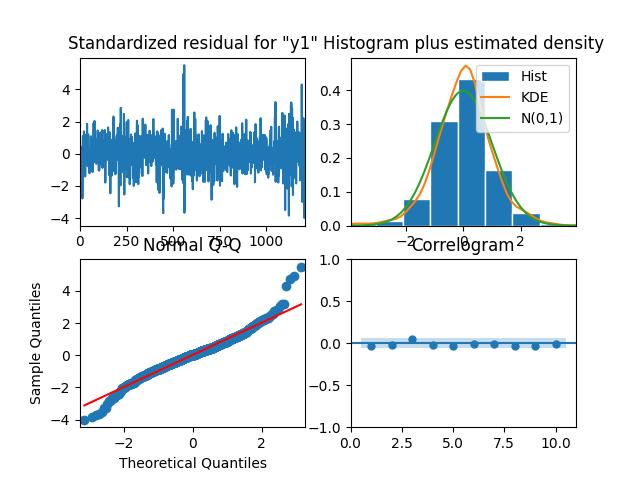 Standardized residual for "y1"
Histogram plus estimated density
4
2
0
−2
−4
0 250 500 750 1000
0.4
0.3
0.2
0.1
0.0
−2 0 2
Hist
KDE
N(0,1)
Normal Q-Q
Sample Quantiles
4
2
0
−2
−4
−2 0 2
Theoretical Quantiles
Correlogram
1.0
0.5
0.0
−0.5
−1.0
0.0 2.5 5.0 7.5 10.0